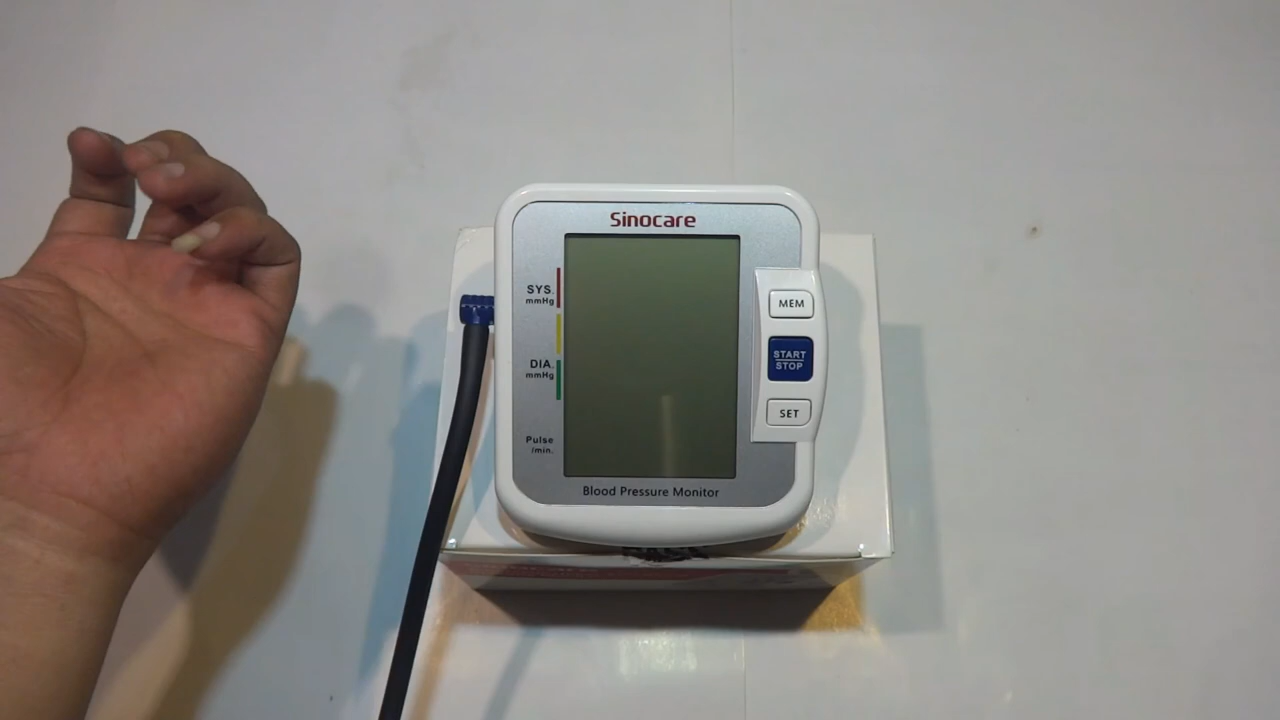 Sinocare
SYS.
mmHg
DIA.
mmHg
Pulse
/min.
MEM
START
STOP
SET
Blood Pressure Monitor